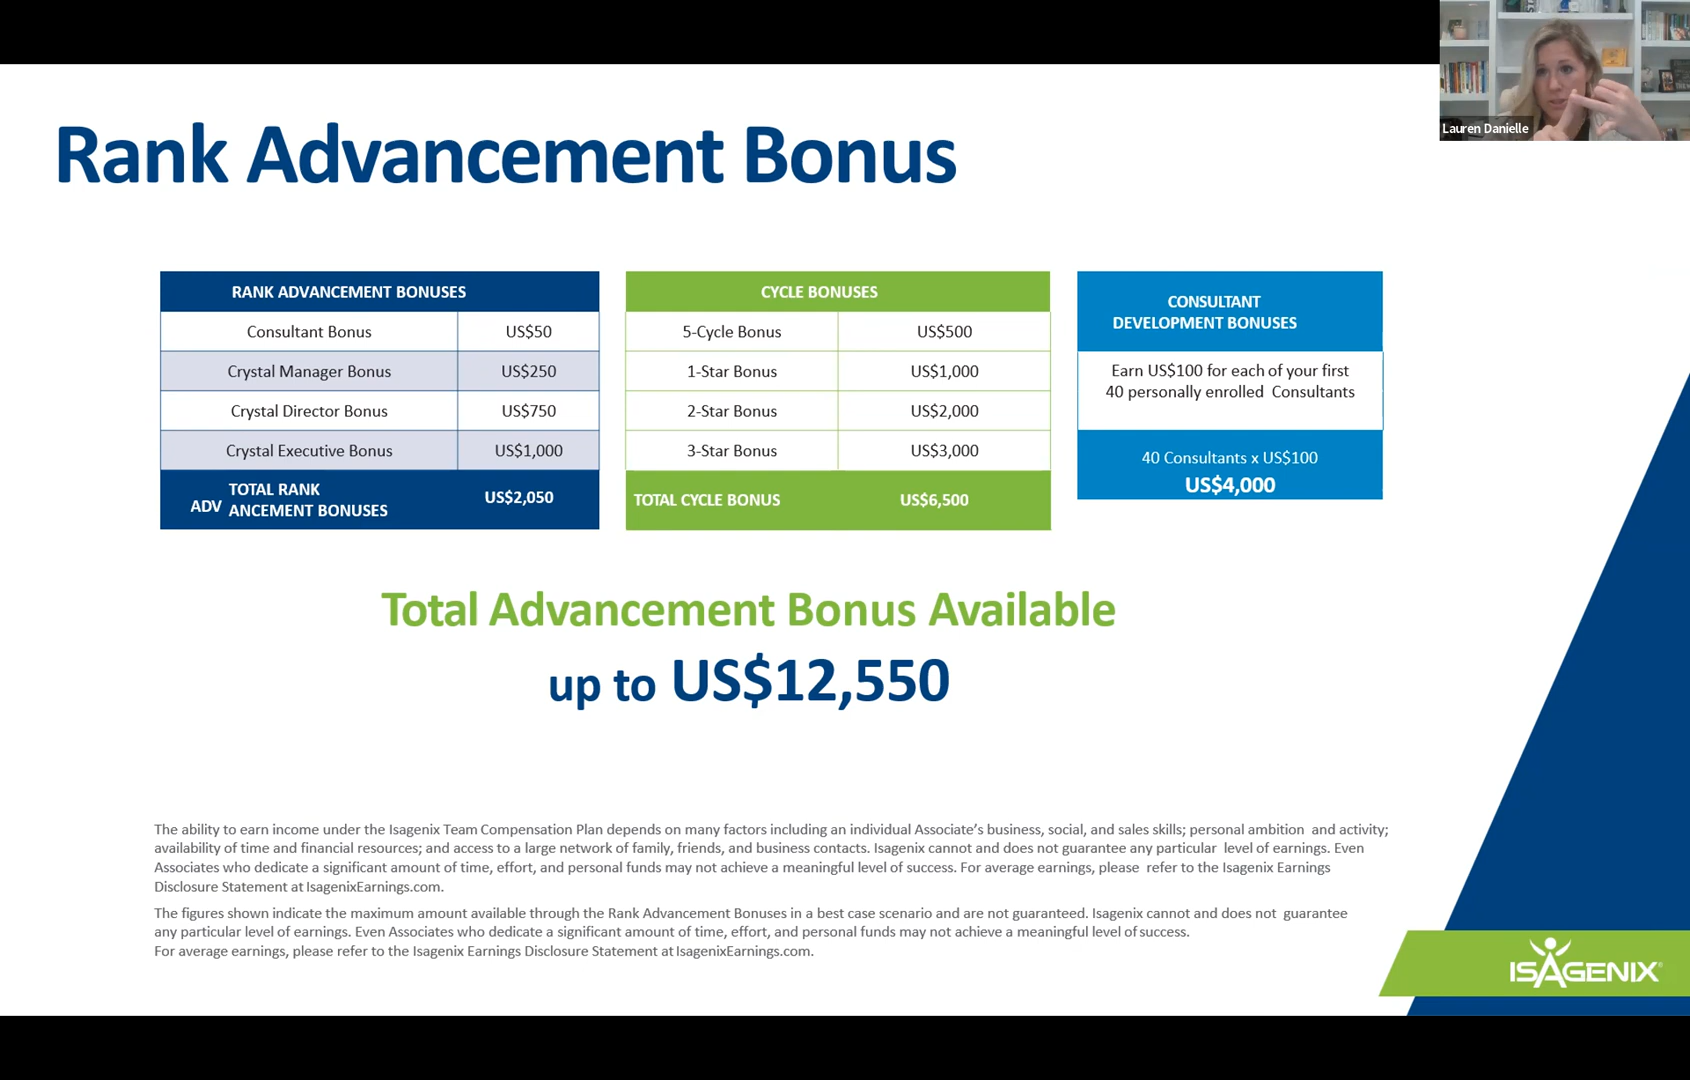 Lauren Danielle
Rank Advancement Bonus
RANK ADVANCEMENT BONUSES
Consultant Bonus US$50
Crystal Manager Bonus US$250
Crystal Director Bonus US$750
Crystal Executive Bonus US$1,000
TOTAL RANK
ADV ANCEMENT BONUSES US$2,050
CYCLE BONUSES
5-Cycle Bonus US$500
1-Star Bonus US$1,000
2-Star Bonus US$2,000
3-Star Bonus US$3,000
TOTAL CYCLE BONUS US$6,500
CONSULTANT
DEVELOPMENT BONUSES
Earn US$100 for each of your first
40 personally enrolled Consultants
40 Consultants x US$100
US$4,000
Total Advancement Bonus Available
up to US$12,550
The ability to earn income under the Isagenix Team Compensation Plan depends on many factors including an individual Associate’s business, social, and sales skills; personal ambition and activity;
availability of time and financial resources; and access to a large network of family, friends, and business contacts. Isagenix cannot and does not guarantee any particular level of earnings. Even
Associates who dedicate a significant amount of time, effort, and personal funds may not achieve a meaningful level of success. For average earnings, please refer to the Isagenix Earnings
Disclosure Statement at IsagenixEarnings.com.
The figures shown indicate the maximum amount available through the Rank Advancement Bonuses in a best case scenario and are not guaranteed. Isagenix cannot and does not guarantee
any particular level of earnings. Even Associates who dedicate a significant amount of time, effort, and personal funds may not achieve a meaningful level of success.
For average earnings, please refer to the Isagenix Earnings Disclosure Statement at IsagenixEarnings.com.
ISAGENIX®